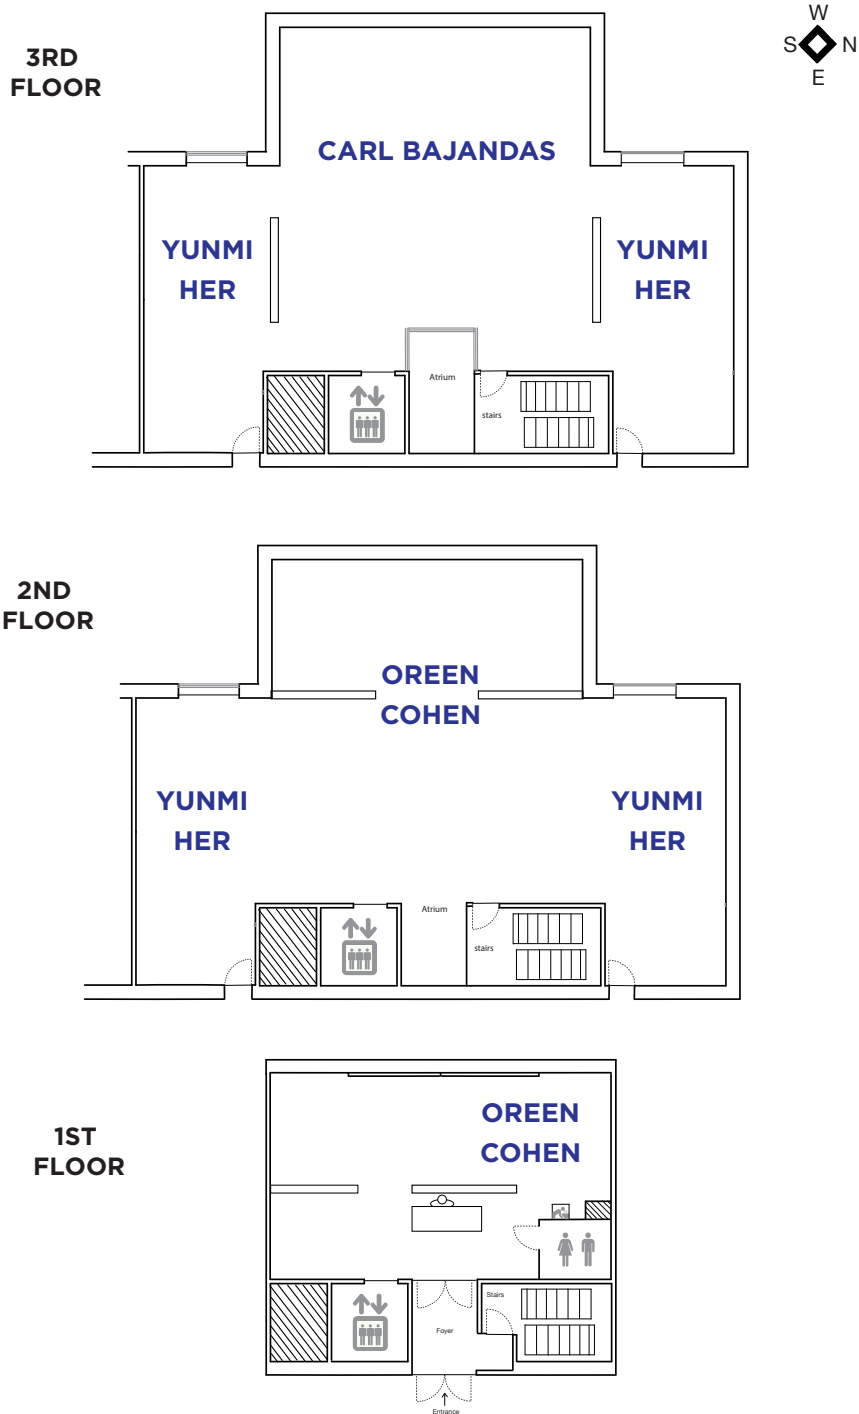 W
S N
E
3RD
FLOOR
CARL BAJANDAS
YUNMI
HER
YUNMI
HER
Atrium
stairs
2ND
FLOOR
OREEN
COHEN
YUNMI
HER
YUNMI
HER
Atrium
stairs
1ST
FLOOR
OREEN
COHEN
Stairs
Foyer
Entrance